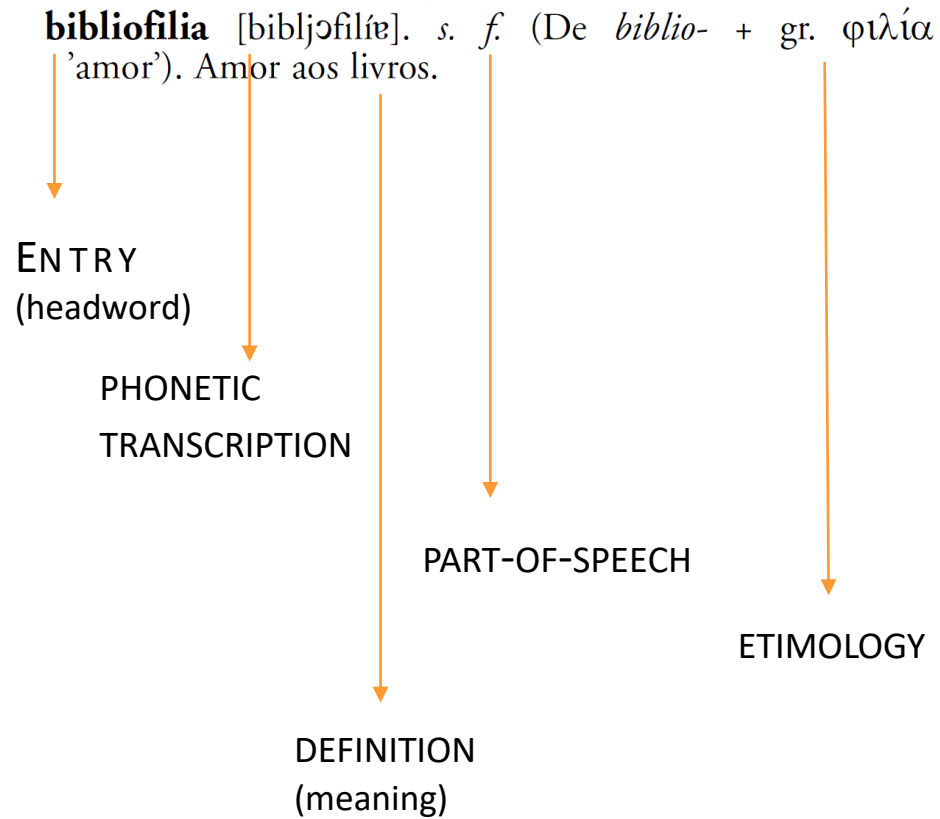 bibliofilia [bibljɔfilíɐ]. s. f. (De biblio- + gr. φιλία
’amor’). Amor aos livros.
ENTRY
(headword)
PHONETIC
TRANSCRIPTION
PART-OF-SPEECH
ETIMOLOGY
DEFINITION
(meaning)